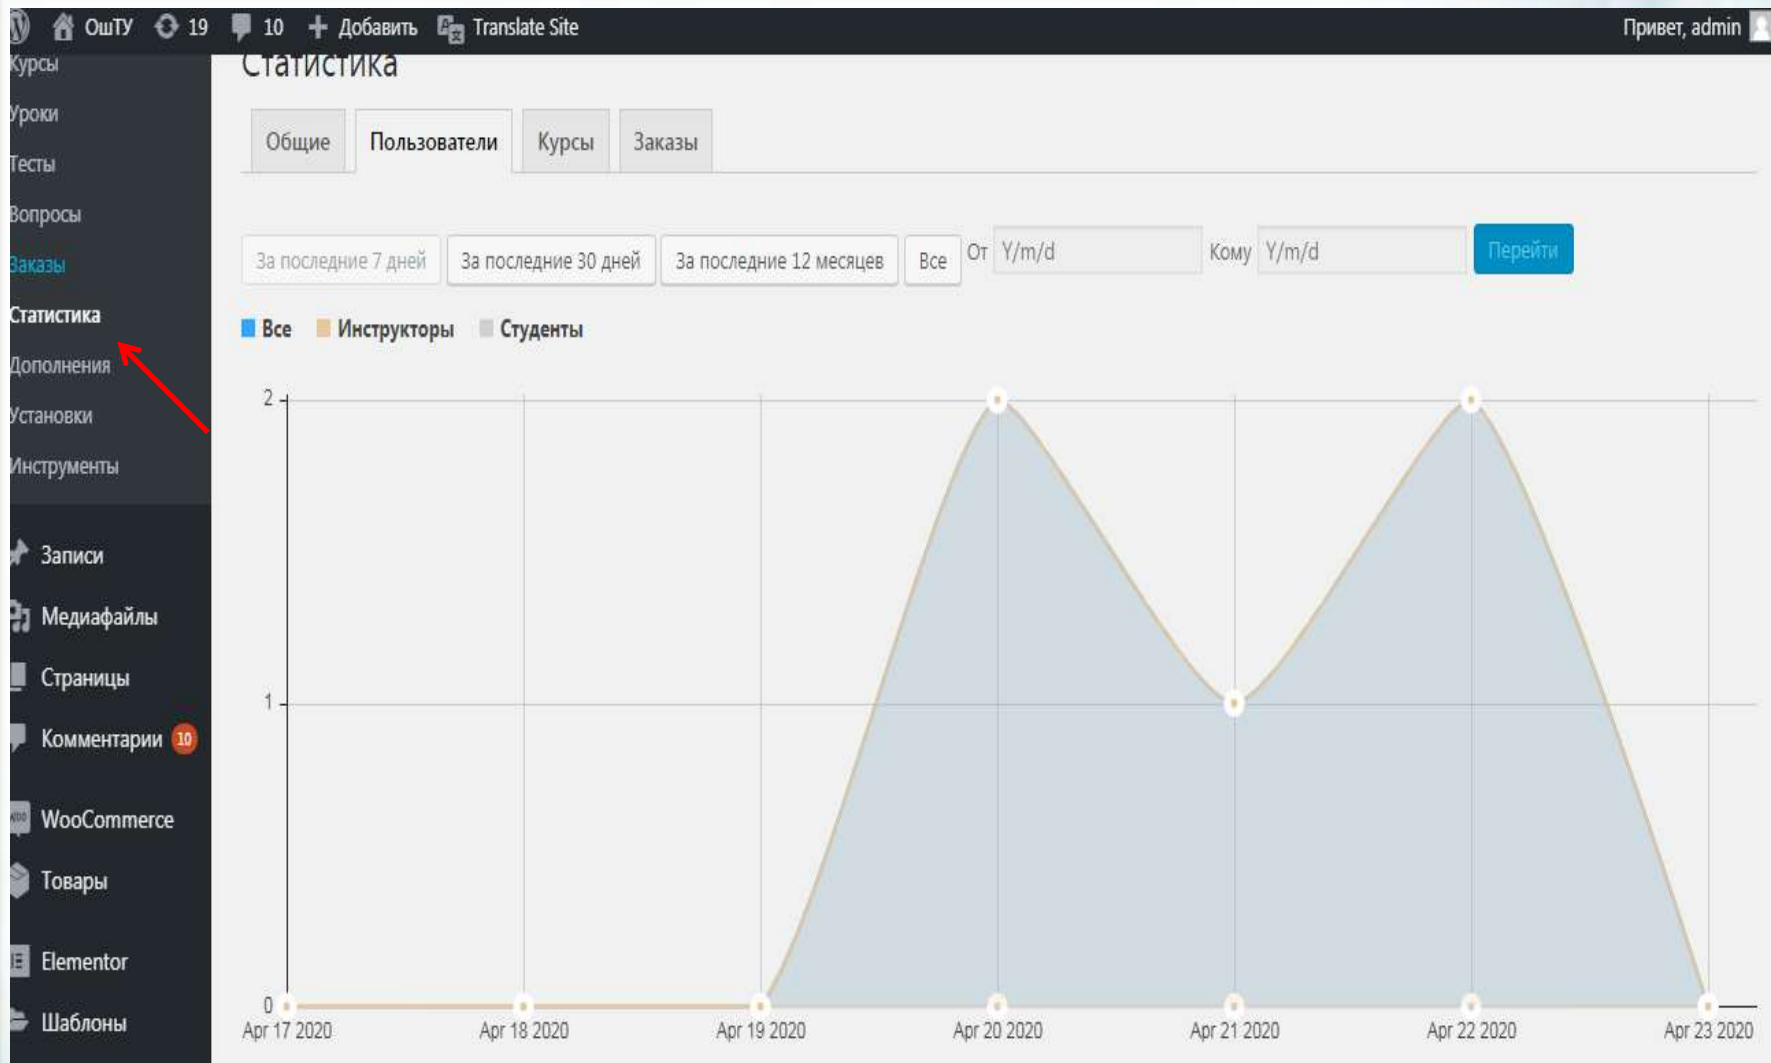 ОшТУ 19 10 Добавить Translate Site Привет, admin
Курсы
Уроки
Тесты
Вопросы
Заказы
Статистика
Дополнения
Установки
Инструменты
Записи
Медиафайлы
Страницы
Комментарии 10
WooCommerce
Товары
Elementor
Шаблоны
Статистика
Общие Пользователи Курсы Заказы
За последние 7 дней За последние 30 дней За последние 12 месяцев Все От Y/m/d Кому Y/m/d Перейти
Все Инструкторы Студенты
2
1
0
Apr 17 2020 Apr 18 2020 Apr 19 2020 Apr 20 2020 Apr 21 2020 Apr 22 2020 Apr 23 2020